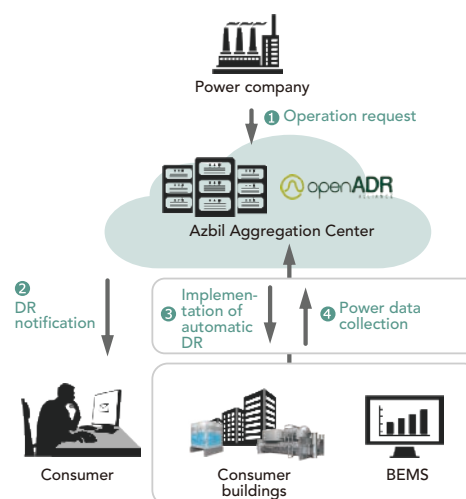 Power company
1 Operation request
openADR
ALLIANCE
Azbil Aggregation Center
2
DR
notification
3 Implemen-
tation of
automatic
DR
4 Power data
collection
Consumer
Consumer
buildings
BEMS